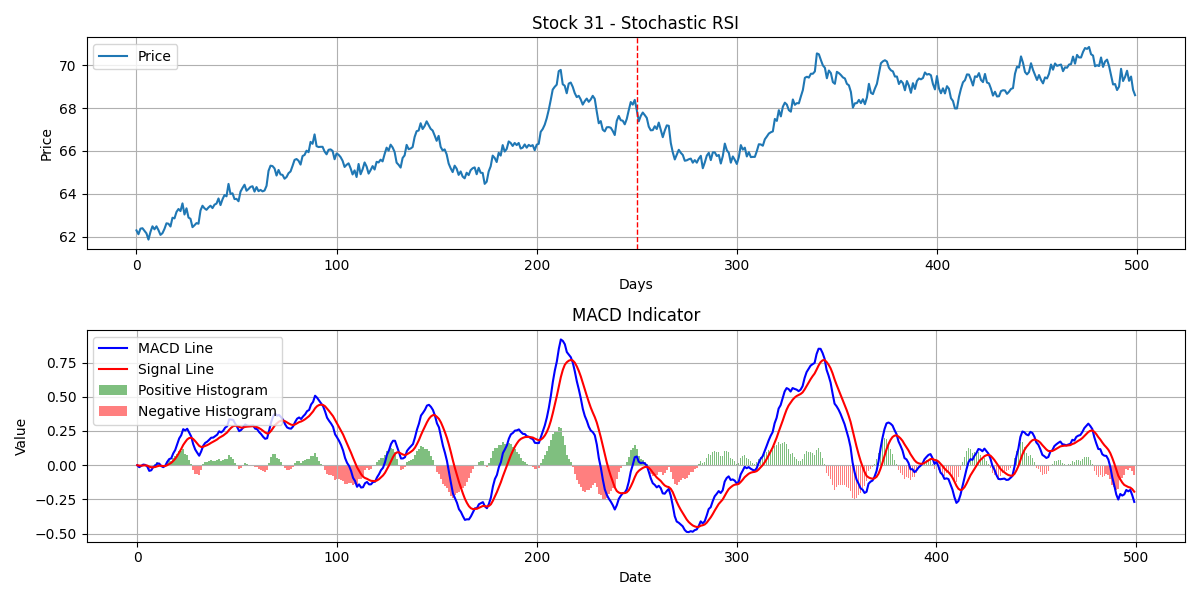 Stock 31 - Stochastic RSI
Price
70
68
66
64
62
Price
0 100 200 300 400 500
Days
MACD Indicator
MACD Line
Signal Line
Positive Histogram
Negative Histogram
0.75
0.50
0.25
0.00
−0.25
−0.50
Value
0 100 200 300 400 500
Date